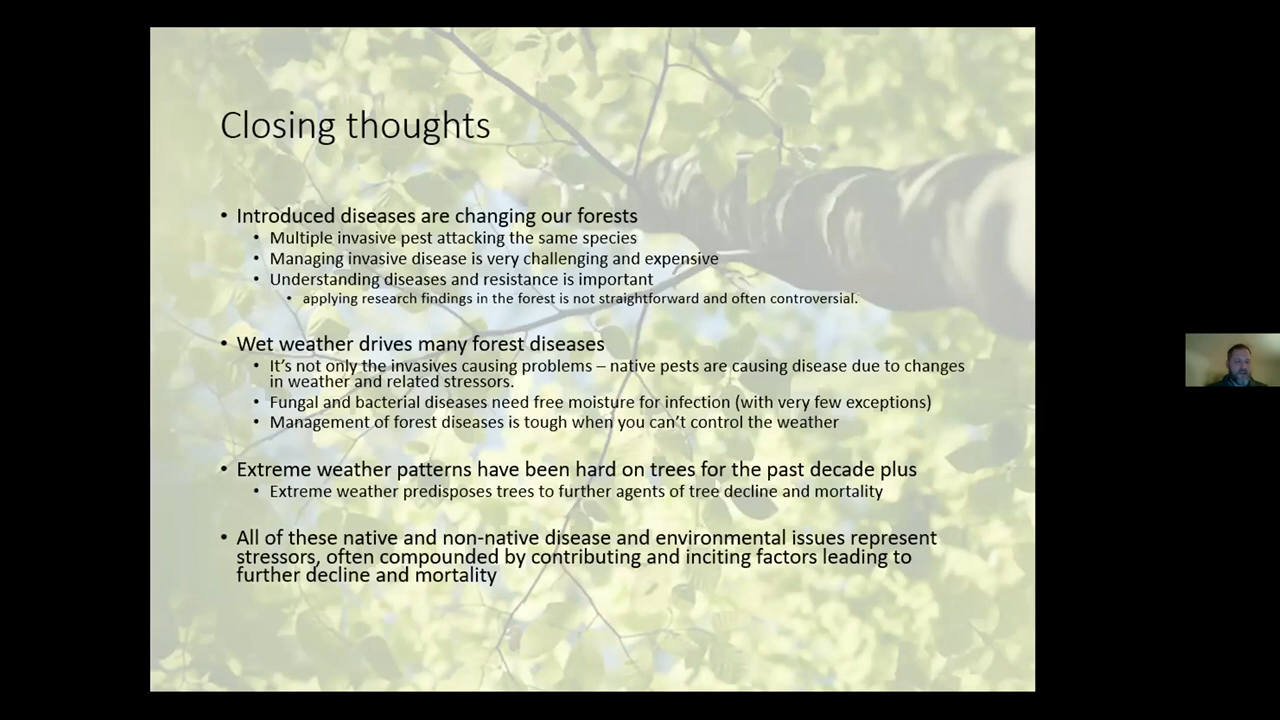 Closing thoughts
• Introduced diseases are changing our forests
• Multiple invasive pest attacking the same species
• Managing invasive disease is very challenging and expensive
• Understanding diseases and resistance is important
• applying research findings in the forest is not straightforward and often controversial.
• Wet weather drives many forest diseases
• It’s not only the invasives causing problems – native pests are causing disease due to changes
in weather and related stressors.
• Fungal and bacterial diseases need free moisture for infection (with very few exceptions)
• Management of forest diseases is tough when you can’t control the weather
• Extreme weather patterns have been hard on trees for the past decade plus
• Extreme weather predisposes trees to further agents of tree decline and mortality
• All of these native and non-native disease and environmental issues represent
stressors, often compounded by contributing and inciting factors leading to
further decline and mortality